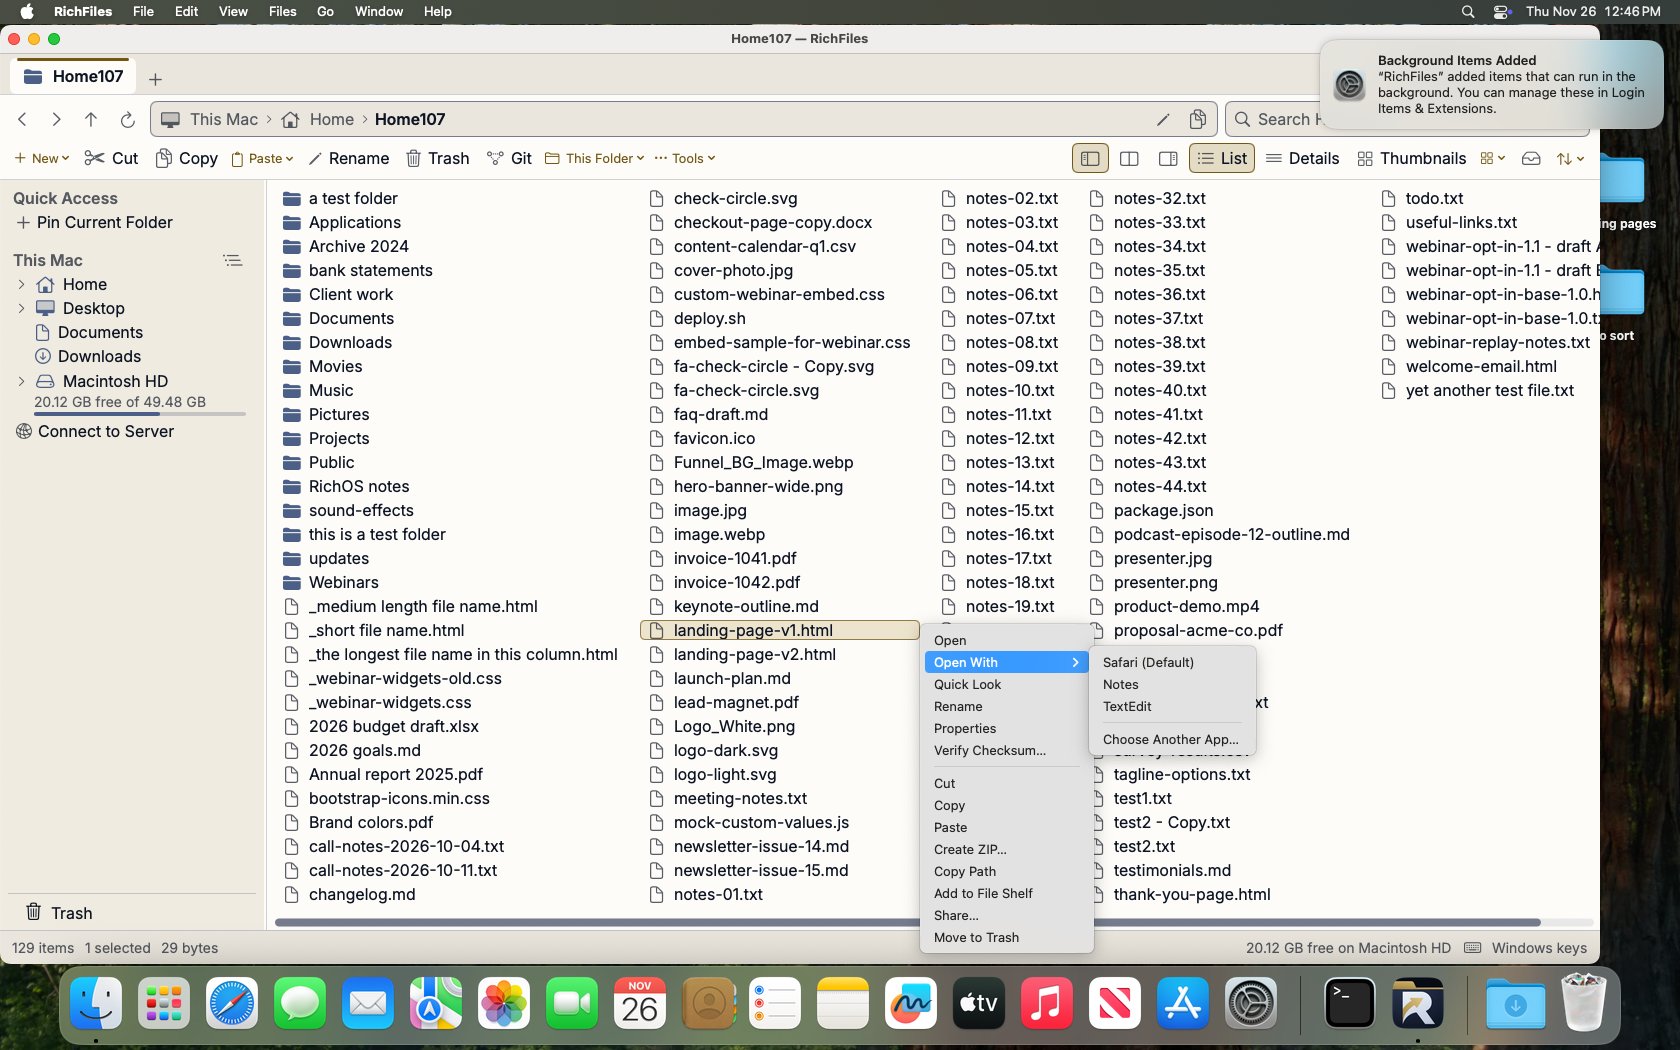 RichFiles File Edit View Files Go Window Help
Thu Nov 26 12:46 PM
Home107 — RichFiles
Home107
Background Items Added
“RichFiles” added items that can run in the
background. You can manage these in Login
Items & Extensions.
This Mac Home Home107
Search
New Cut Copy Paste Rename Trash Git This Folder Tools
List Details Thumbnails
Quick Access
Pin Current Folder
This Mac
Home
Desktop
Documents
Downloads
Macintosh HD
20.12 GB free of 49.48 GB
Connect to Server
Trash
a test folder
Applications
Archive 2024
bank statements
Client work
Documents
Downloads
Movies
Music
Pictures
Projects
Public
RichOS notes
sound-effects
this is a test folder
updates
Webinars
_medium length file name.html
_short file name.html
_the longest file name in this column.html
_webinar-widgets-old.css
_webinar-widgets.css
2026 budget draft.xlsx
2026 goals.md
Annual report 2025.pdf
bootstrap-icons.min.css
Brand colors.pdf
call-notes-2026-10-04.txt
call-notes-2026-10-11.txt
changelog.md
check-circle.svg
checkout-page-copy.docx
content-calendar-q1.csv
cover-photo.jpg
custom-webinar-embed.css
deploy.sh
embed-sample-for-webinar.css
fa-check-circle - Copy.svg
fa-check-circle.svg
faq-draft.md
favicon.ico
Funnel_BG_Image.webp
hero-banner-wide.png
image.jpg
image.webp
invoice-1041.pdf
invoice-1042.pdf
keynote-outline.md
landing-page-v1.html
landing-page-v2.html
launch-plan.md
lead-magnet.pdf
Logo_White.png
logo-dark.svg
logo-light.svg
meeting-notes.txt
mock-custom-values.js
newsletter-issue-14.md
newsletter-issue-15.md
notes-01.txt
notes-02.txt
notes-03.txt
notes-04.txt
notes-05.txt
notes-06.txt
notes-07.txt
notes-08.txt
notes-09.txt
notes-10.txt
notes-11.txt
notes-12.txt
notes-13.txt
notes-14.txt
notes-15.txt
notes-16.txt
notes-17.txt
notes-18.txt
notes-19.txt
Open
Open With
Quick Look
Rename
Properties
Verify Checksum...
Cut
Copy
Paste
Create ZIP...
Copy Path
Add to File Shelf
Share...
Move to Trash
Safari (Default)
Notes
TextEdit
Choose Another App...
notes-32.txt
notes-33.txt
notes-34.txt
notes-35.txt
notes-36.txt
notes-37.txt
notes-38.txt
notes-39.txt
notes-40.txt
notes-41.txt
notes-42.txt
notes-43.txt
notes-44.txt
package.json
podcast-episode-12-outline.md
presenter.jpg
presenter.png
product-demo.mp4
proposal-acme-co.pdf
xt
tagline-options.txt
test1.txt
test2 - Copy.txt
test2.txt
testimonials.md
thank-you-page.html
todo.txt
useful-links.txt
webinar-opt-in-1.1 - draft
webinar-opt-in-1.1 - draft
webinar-opt-in-base-1.0.h
webinar-opt-in-base-1.0.t
webinar-replay-notes.txt
welcome-email.html
yet another test file.txt
ng pages
o sort
129 items 1 selected 29 bytes
20.12 GB free on Macintosh HD Windows keys
NOV
26
tv